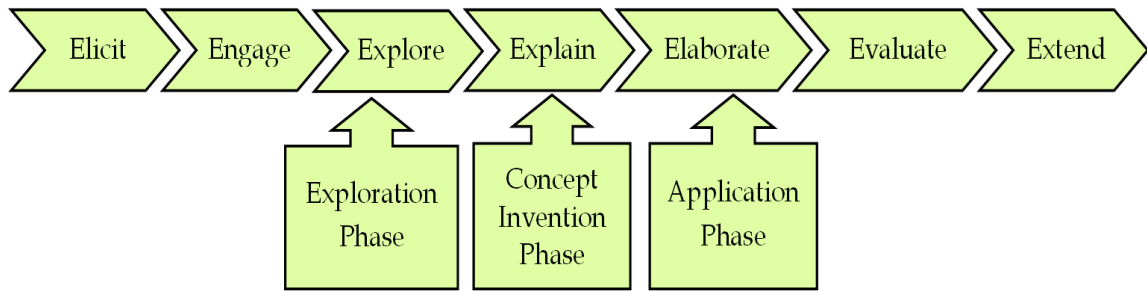 Elicit
Engage
Explore
Explain
Elaborate
Evaluate
Extend
Exploration
Phase
Concept
Invention
Phase
Application
Phase